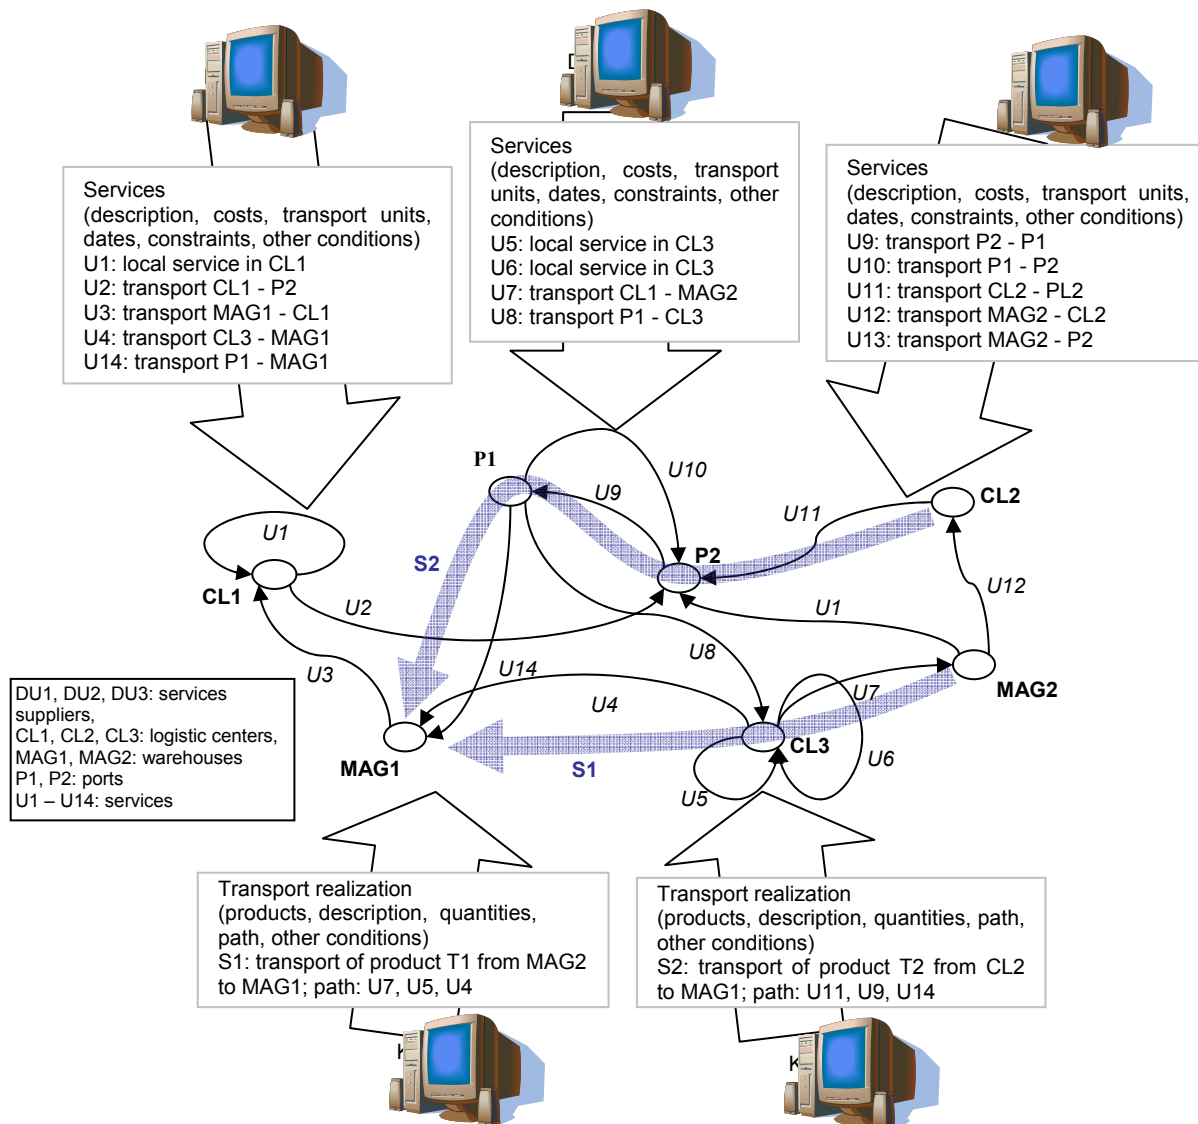 D
Services
(description, costs, transport units,
dates, constraints, other conditions)
U1: local service in CL1
U2: transport CL1 - P2
U3: transport MAG1 - CL1
U4: transport CL3 - MAG1
U14: transport P1 - MAG1
Services
(description, costs, transport
units, dates, constraints, other
conditions)
U5: local service in CL3
U6: local service in CL3
U7: transport CL1 - MAG2
U8: transport P1 - CL3
Services
(description, costs, transport units,
dates, constraints, other conditions)
U9: transport P2 - P1
U10: transport P1 - P2
U11: transport CL2 - PL2
U12: transport MAG2 - CL2
U13: transport MAG2 - P2
P1
U10
U9
CL2
U11
U1
P2
S2
CL1
U2
U1
U12
U3
U8
U14
U7
MAG2
U4
MAG1
CL3
S1
U6
U5
DU1, DU2, DU3: services
suppliers,
CL1, CL2, CL3: logistic centers,
MAG1, MAG2: warehouses
P1, P2: ports
U1 – U14: services
Transport realization
(products, description, quantities,
path, other conditions)
S1: transport of product T1 from MAG2
to MAG1; path: U7, U5, U4
Transport realization
(products, description, quantities, path,
other conditions)
S2: transport of product T2 from CL2
to MAG1; path: U11, U9, U14
K
K